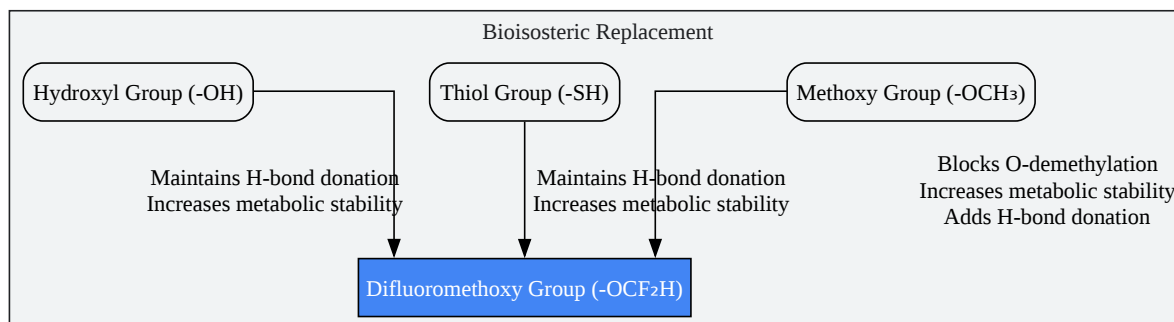 Bioisosteric Replacement
Hydroxyl Group (-OH)
Thiol Group (-SH)
Methoxy Group (-OCH₃)
Maintains H-bond donation
Increases metabolic stability
Maintains H-bond donation
Increases metabolic stability
Blocks O-demethylation
Increases metabolic stability
Adds H-bond donation
Difluoromethoxy Group (-OCF₂H)